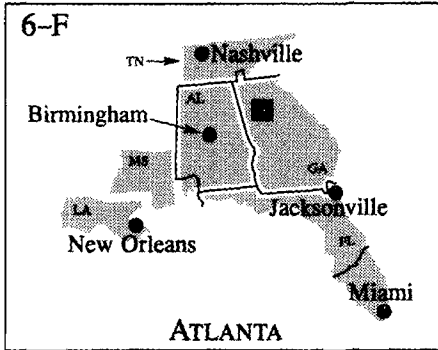 6-F
TN
Nashville
AL
Birmingham
MS
GA
LA
Jacksonville
New Orleans
FL
Miami
ATLANTA